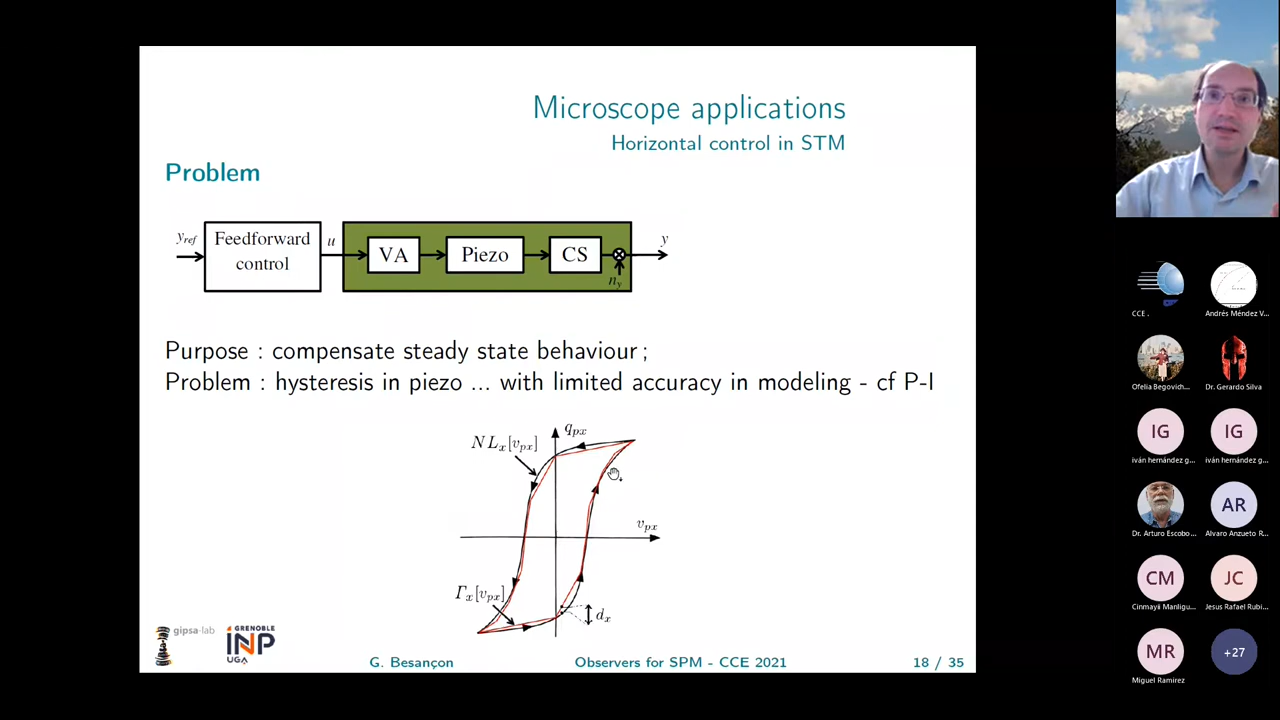 Microscope applications
Horizontal control in STM
Problem
y_ref
Feedforward
control
u
VA
Piezo
CS
n_y
y
Purpose : compensate steady state behaviour ;
Problem : hysteresis in piezo ... with limited accuracy in modeling - cf P-I
NL_x[v_px]
q_px
v_px
Γ_x[v_px]
d_x
gipsa-lab
GRENOBLE
INP
UGA
G. Besançon
Observers for SPM - CCE 2021
18 / 35
CCE .
Andrés Méndez V...
Ofelia Begovich...
Dr. Gerardo Silva
IG
IG
iván hernández g...
iván hernández g...
AR
Dr. Arturo Escobo...
Alvaro Anzueto R...
CM
JC
Cinmayii Manligu...
Jesus Rafael Rubi...
MR
+27
Miguel Ramirez